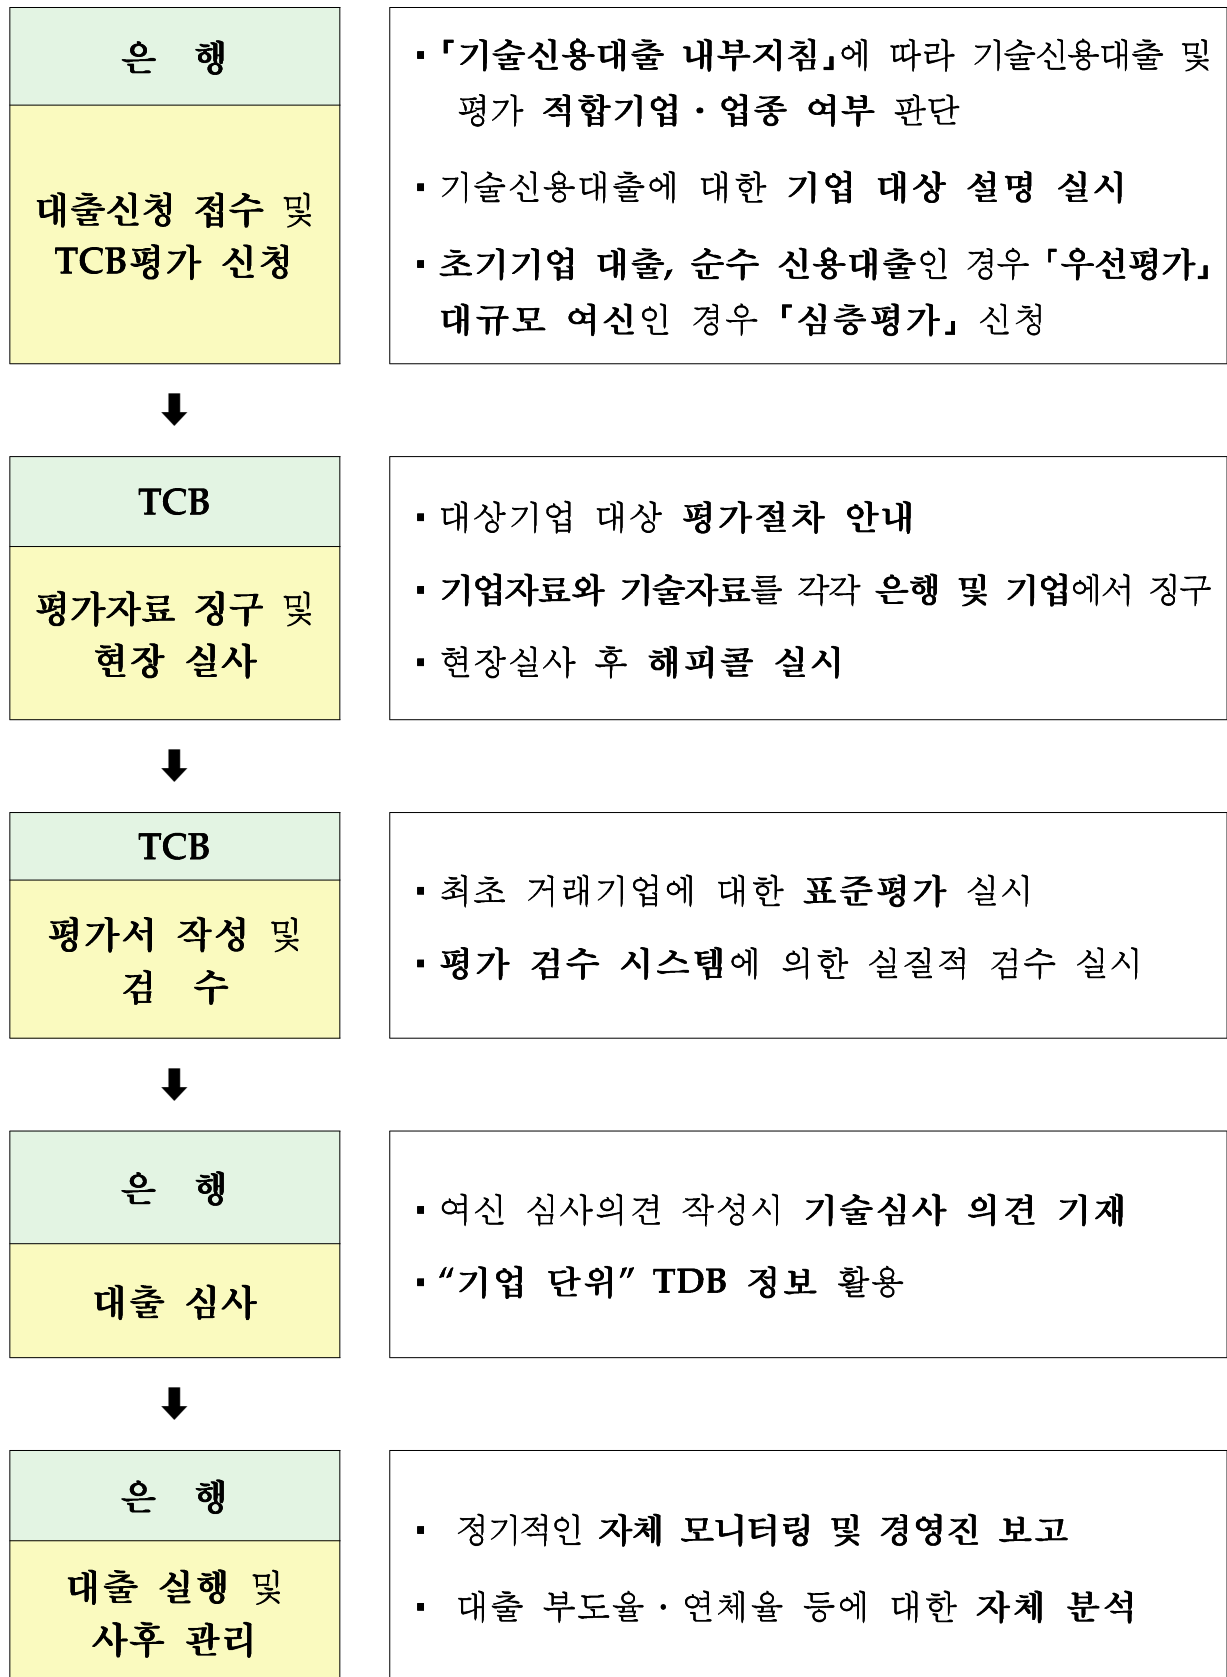 은 행
대출신청 접수 및
TCB평가 신청
▪「기술신용대출 내부지침」에 따라 기술신용대출 및
평가 적합기업·업종 여부 판단
▪기술신용대출에 대한 기업 대상 설명 실시
▪초기기업 대출, 순수 신용대출인 경우 「우선평가」
대규모 여신인 경우 「심층평가」 신청
TCB
평가자료 징구 및
현장 실사
▪대상기업 대상 평가절차 안내
▪기업자료와 기술자료를 각각 은행 및 기업에서 징구
▪현장실사 후 해피콜 실시
TCB
평가서 작성 및
검 수
▪최초 거래기업에 대한 표준평가 실시
▪평가 검수 시스템에 의한 실질적 검수 실시
은 행
대출 심사
▪여신 심사의견 작성시 기술심사 의견 기재
▪“기업 단위” TDB 정보 활용
은 행
대출 실행 및
사후 관리
▪ 정기적인 자체 모니터링 및 경영진 보고
▪ 대출 부도율·연체율 등에 대한 자체 분석